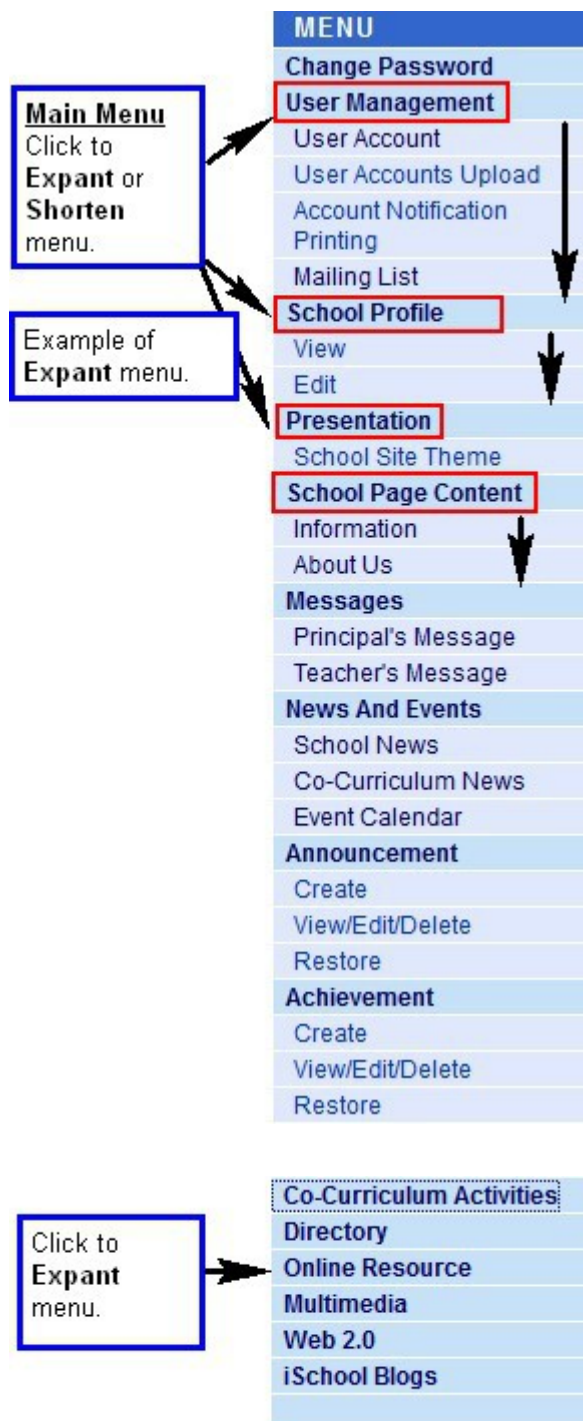 MENU
Change Password
User Management
User Account
User Accounts Upload
Account Notification
Printing
Mailing List
School Profile
View
Edit
Presentation
School Site Theme
School Page Content
Information
About Us
Messages
Principal's Message
Teacher's Message
News And Events
School News
Co-Curriculum News
Event Calendar
Announcement
Create
View/Edit/Delete
Restore
Achievement
Create
View/Edit/Delete
Restore
Main Menu
Click to
Expant or
Shorten
menu.
Example of
Expant menu.
Co-Curriculum Activities
Directory
Online Resource
Multimedia
Web 2.0
iSchool Blogs
Click to
Expant
menu.